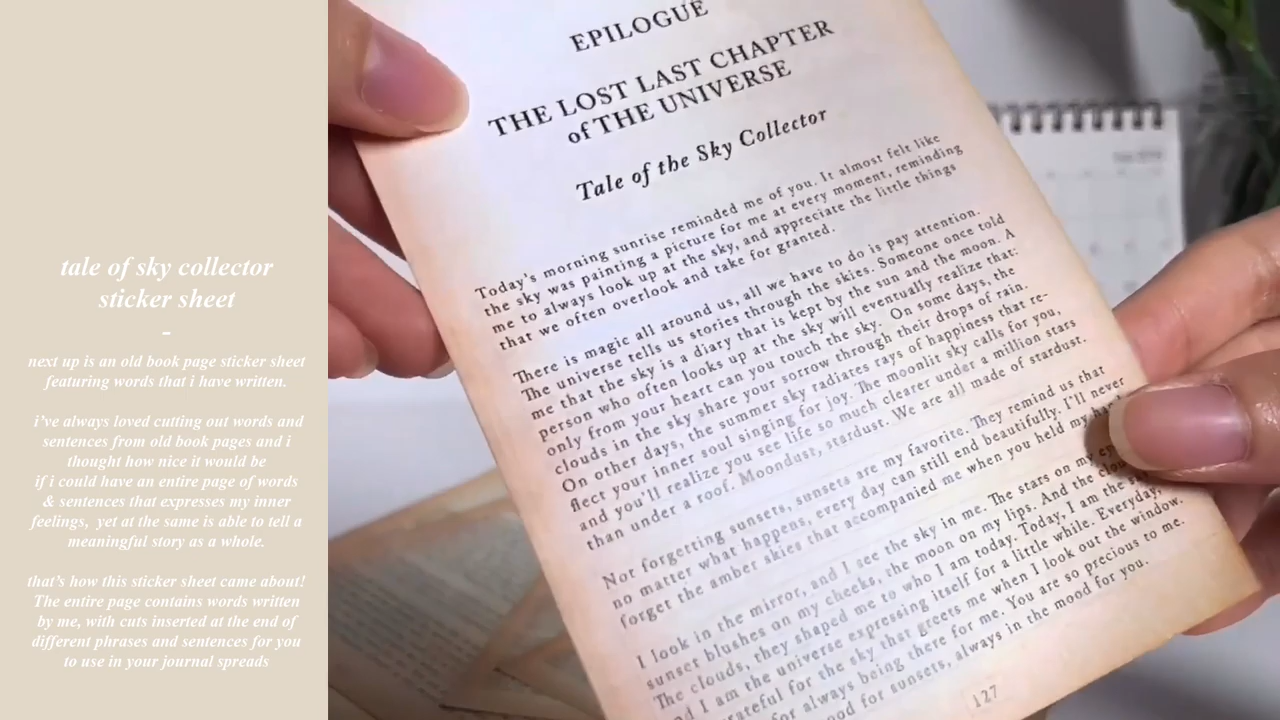 tale of sky collector
sticker sheet
-
next up is an old book page sticker sheet
featuring words that i have written.
i've always loved cutting out words and
sentences from old book pages and i
thought how nice it would be
if i could have an entire page of words
& sentences that expresses my inner
feelings, yet at the same is able to tell a
meaningful story as a whole.
that's how this sticker sheet came about!
The entire page contains words written
by me, with cuts inserted at the end of
different phrases and sentences for you
to use in your journal spreads
EPILOGUE
THE LOST LAST CHAPTER
of THE UNIVERSE
Tale of the Sky Collector
Today's morning sunrise reminded me of you. It almost felt like
the sky was painting a picture for me at every moment, reminding
me to always look up at the sky, and appreciate the little things
that we often overlook and take for granted.
There is magic all around us, all we have to do is pay attention.
The universe tells us stories through the skies. Someone once told
me that the sky is a diary that is kept by the sun and the moon. A
person who often looks up at the sky will eventually realize that:
only from your heart can you touch the sky. On some days, the
clouds in the sky share your sorrow through their drops of rain.
On other days, the summer sky radiates rays of happiness that re-
flect your inner soul singing for joy. The moonlit sky calls for you,
and you'll realize you see life so much clearer under a million stars
than under a roof. Moondust, stardust. We are all made of stardust.
Not forgetting sunsets, sunsets are my favorite. They remind us that
no matter what happens, every day can still end beautifully. I'll never
forget the amber skies that accompanied me when you held my
I look in the mirror, and I see the sky in me. The stars on my
sunset blushes on my cheeks, the moon on my lips. And the
The clouds, they shaped me to who I am today. Today, I am the
and I am the universe expressing itself for a little while. Everyday,
grateful for the sky that greets me when I look out the window.
for always being there for me. You are so precious to me.
ood for sunsets, always in the mood for you.
127